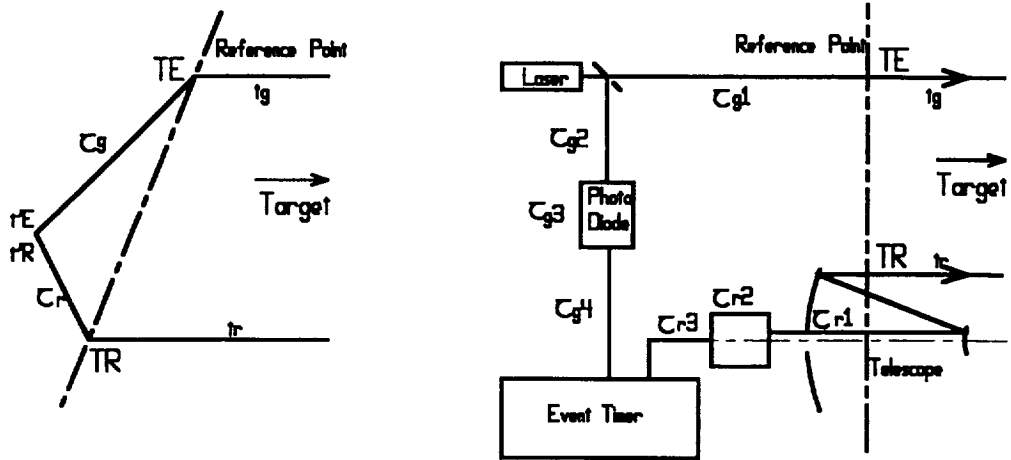 Reference Point
TE
tg
τg
Target
tE
tR
τr
tr
TR
Reference Point
TE
Laser
τg1
tg
τg2
Target
Photo
Diode
τg3
TR
tr
τg4
τr3
τr2
τr1
Telescope
Event Timer